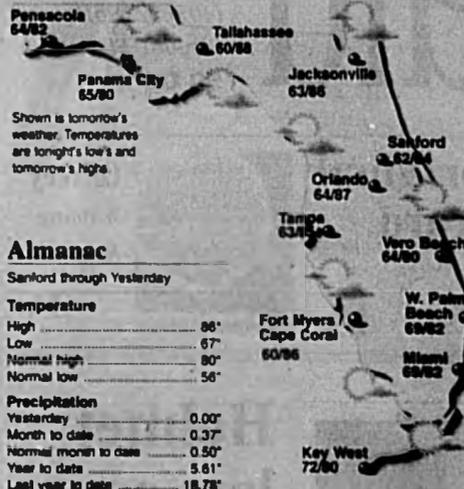 Pensacola
64/82
Tallahassee
60/88
Panama City
65/80
Jacksonville
63/86
Shown is tomorrow's
weather. Temperatures
are tonight's low's and
tomorrow's highs
Sanford
Orlando
64/87
Tampa
Vero Beach
64/80
W. Palm
Beach
69/82
Fort Myers
Cape Coral
60/86
Miami
69/82
Key West
72/80
Almanac
Sanford through Yesterday
Temperature
High ........ 86°
Low ........ 67°
Normal high ........ 80°
Normal low ........ 56°
Precipitation
Yesterday ........ 0.00"
Month to date ........ 0.37"
Normal month to date ........ 0.50"
Year to date ........ 5.61"
Last year to date ........ 18.78"